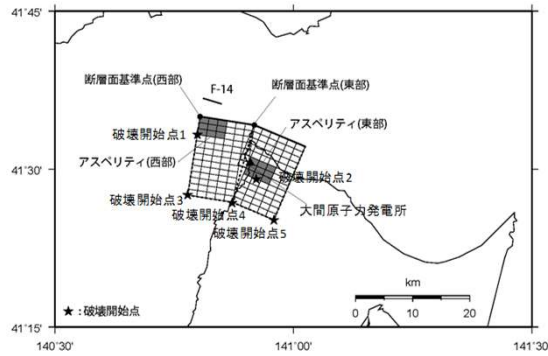 41°45'
断層面基準点(西部)
F-14
断層面基準点(東部)
アスペリティ(東部)
破壊開始点1
アスペリティ(西部)
41°30'
破壊開始点2
大間原子力発電所
破壊開始点3
破壊開始点4
破壊開始点5
km
0 10 20
★:破壊開始点
41°15'
140°30' 141°00' 141°30'